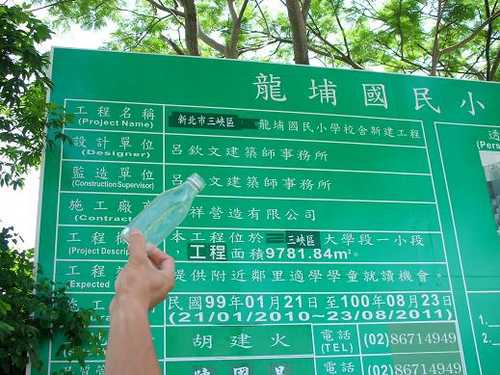 龍埔國民小
工程名稱
(Project Name)
新北市三峽區 龍埔國民小學校舍新建工程
設計單位
(Designer)
呂欽文建築師事務所
監造單位
(Construction Supervisor)
呂 文建築師事務所
施工廠
(Contract
祥營造有限公司
工程
(Project Descri
本工程位於 三峽區 大學段一小段
工程 面積9781.84m²
工程
Expected
提供附近鄰里適學學童就讀機會。
施工
民國99年01月21日至100年08月23日
(21/01/2010~23/08/2011)
胡建火
電話
(TEL)
(02)86714949
電話
(02)86714949
透
(Pers
1.
2.